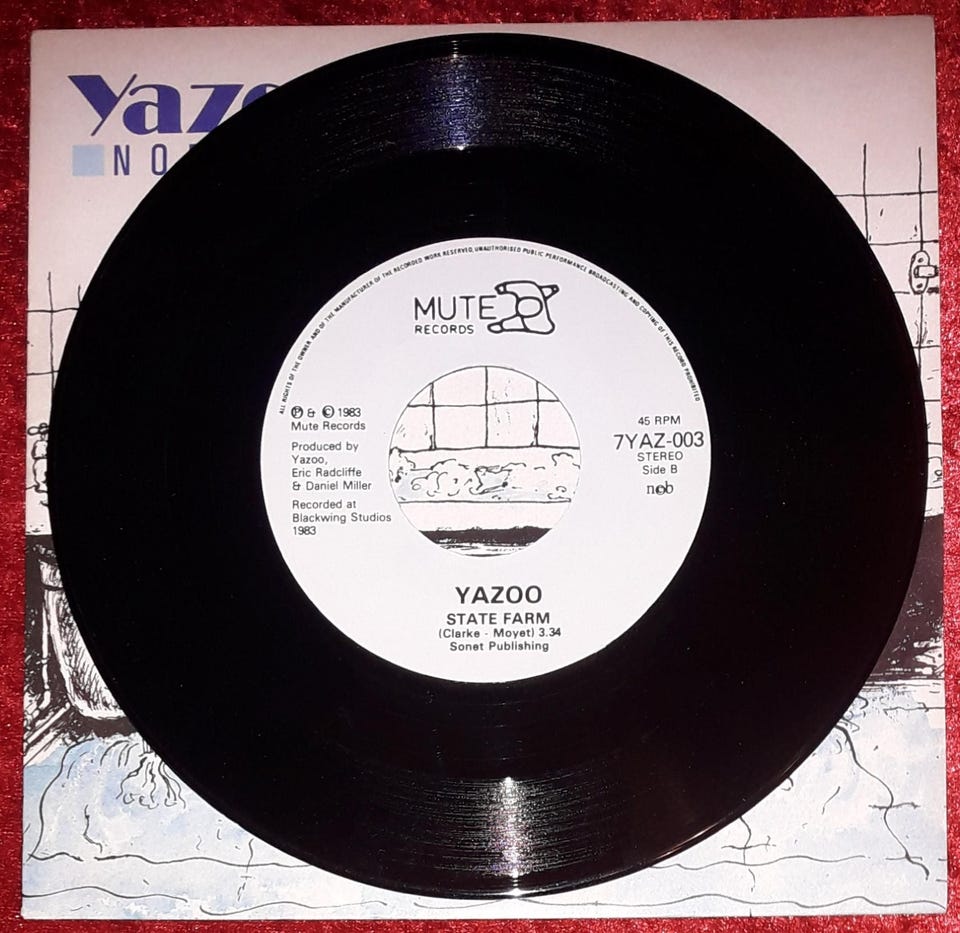 Yazo
NO
ALL RIGHTS OF THE OWNER AND OF THE MANUFACTURER OF THE RECORDED WORK RESERVED, UNAUTHORISED PUBLIC PERFORMANCE BROADCASTING AND COPYING OF THIS RECORD PROHIBITED
MUTE
RECORDS
℗ & © 1983
Mute Records
Produced by
Yazoo,
Eric Radcliffe
& Daniel Miller
Recorded at
Blackwing Studios
1983
45 RPM
7YAZ-003
STEREO
Side B
ncb
YAZOO
STATE FARM
(Clarke - Moyet) 3.34
Sonet Publishing